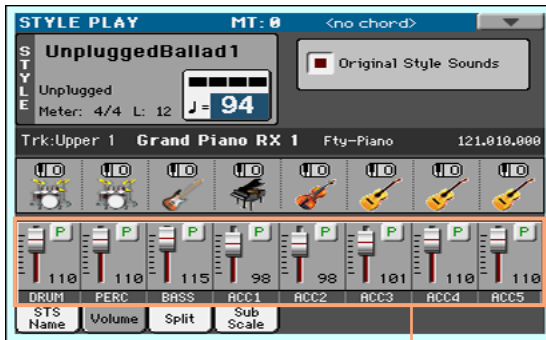 STYLE PLAY MT: 0 <no chord>
STYLE
UnpluggedBallad1
Original Style Sounds
Unplugged
Meter: 4/4 L: 12 ♩= 94
Trk:Upper 1 Grand Piano RX 1 Fty-Piano 121.010.000
P P P P P P P P
110 110 115 98 98 101 110 110
DRUM PERC BASS ACC1 ACC2 ACC3 ACC4 ACC5
STS Name Volume Split Sub Scale